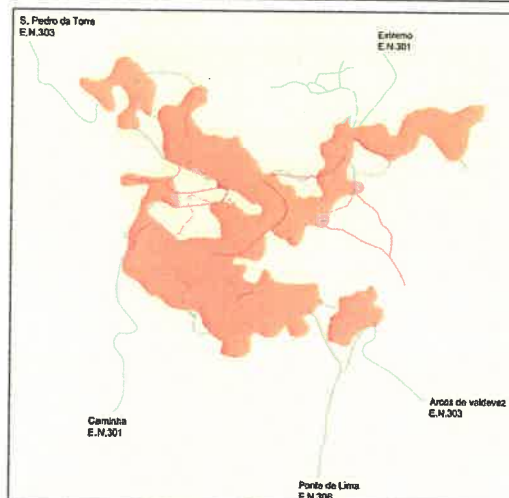 S. Pedro da Torre
E.N.303
Extremo
E.N.301
Arcos de valdevez
E.N.303
Caminha
E.N.301
Ponte de Lima
E.N.306